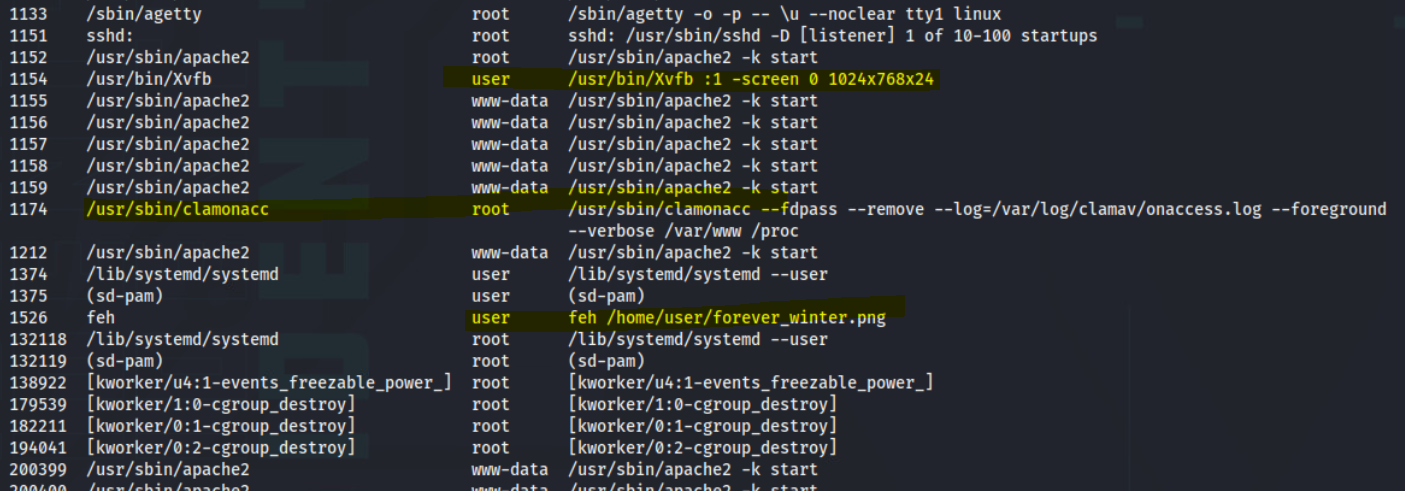 1133 /sbin/agetty root /sbin/agetty -o -p -- \u --noclear tty1 linux
1151 sshd: root sshd: /usr/sbin/sshd -D [listener] 1 of 10-100 startups
1152 /usr/sbin/apache2 root /usr/sbin/apache2 -k start
1154 /usr/bin/Xvfb user /usr/bin/Xvfb :1 -screen 0 1024x768x24
1155 /usr/sbin/apache2 www-data /usr/sbin/apache2 -k start
1156 /usr/sbin/apache2 www-data /usr/sbin/apache2 -k start
1157 /usr/sbin/apache2 www-data /usr/sbin/apache2 -k start
1158 /usr/sbin/apache2 www-data /usr/sbin/apache2 -k start
1159 /usr/sbin/apache2 www-data /usr/sbin/apache2 -k start
1174 /usr/sbin/clamonacc root /usr/sbin/clamonacc --fdpass --remove --log=/var/log/clamav/onaccess.log --foreground
--verbose /var/www /proc
1212 /usr/sbin/apache2 www-data /usr/sbin/apache2 -k start
1374 /lib/systemd/systemd user /lib/systemd/systemd --user
1375 (sd-pam) user (sd-pam)
1526 feh user feh /home/user/forever_winter.png
132118 /lib/systemd/systemd root /lib/systemd/systemd --user
132119 (sd-pam) root (sd-pam)
138922 [kworker/u4:1-events_freezable_power_] root [kworker/u4:1-events_freezable_power_]
179539 [kworker/1:0-cgroup_destroy] root [kworker/1:0-cgroup_destroy]
182211 [kworker/0:1-cgroup_destroy] root [kworker/0:1-cgroup_destroy]
194041 [kworker/0:2-cgroup_destroy] root [kworker/0:2-cgroup_destroy]
200399 /usr/sbin/apache2 www-data /usr/sbin/apache2 -k start
200400 /usr/sbin/apache2 www-data /usr/sbin/apache2 -k start